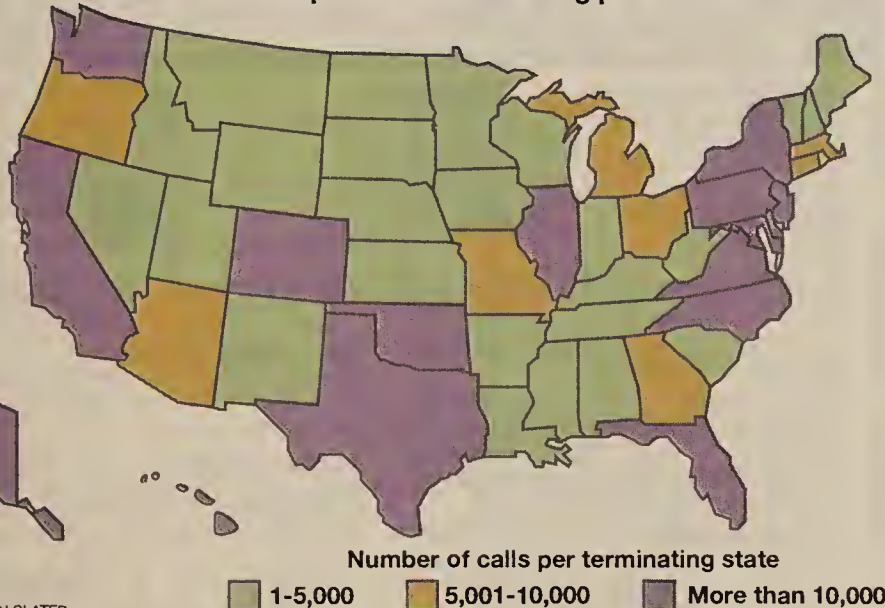 Number of calls per terminating state
1-5,000
5,001-10,000
More than 10,000